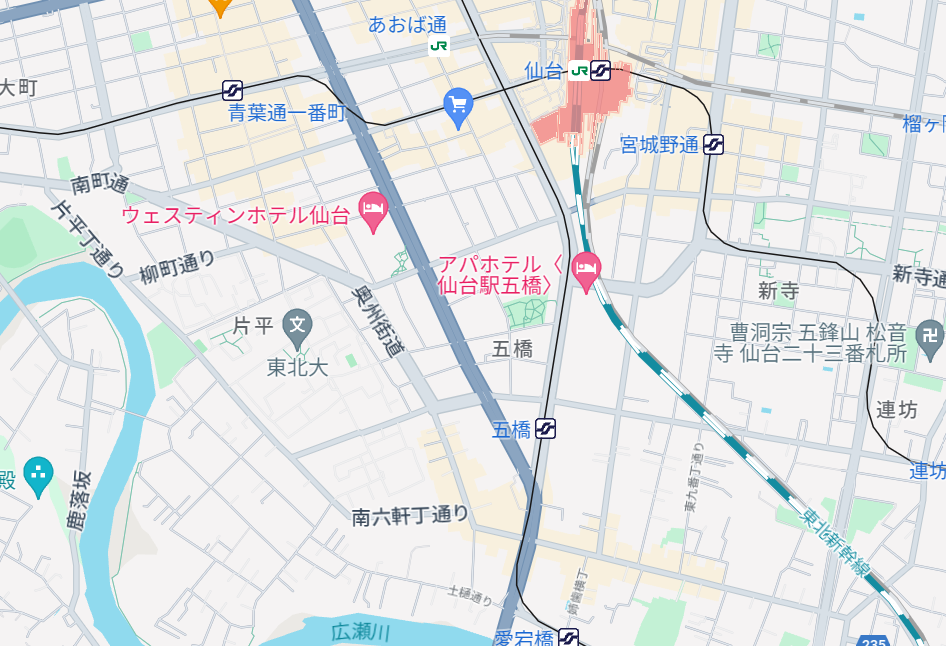 あおば通
JR
仙台
JR
大町
青葉通一番町
榴ヶ
宮城野通
南町通
片平丁通り
ウェスティンホテル仙台
柳町通り
アパホテル〈
仙台駅五橋〉
新寺通
新寺
奥州街道
片平
文
東北大
五橋
曹洞宗 五鋒山 松音
寺 仙台二十三番札所
連坊
五橋
連坊
殿
鹿落坂
東九番丁通り
南六軒丁通り
東北新幹線
土樋通り
広瀬川
愛宕橋
235